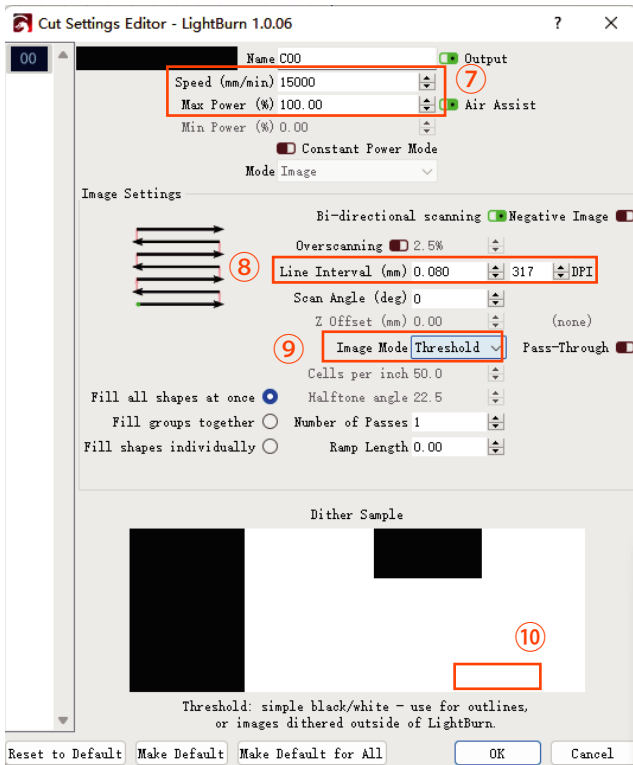 Cut Settings Editor - LightBurn 1.0.06 ? ×
00
Name C00 Output
Speed (mm/min) 15000 ⑦
Max Power (%) 100.00 Air Assist
Min Power (%) 0.00
Constant Power Mode
Mode Image
Image Settings
Bi-directional scanning Negative Image
Overscanning 2.5%
⑧ Line Interval (mm) 0.080 317 DPI
Scan Angle (deg) 0
Z Offset (mm) 0.00 (none)
⑨ Image Mode Threshold Pass-Through
Cells per inch 50.0
Fill all shapes at once Halftone angle 22.5
Fill groups together Number of Passes 1
Fill shapes individually Ramp Length 0.00
Dither Sample
⑩
Threshold: simple black/white - use for outlines,
or images dithered outside of LightBurn.
Reset to Default Make Default Make Default for All OK Cancel